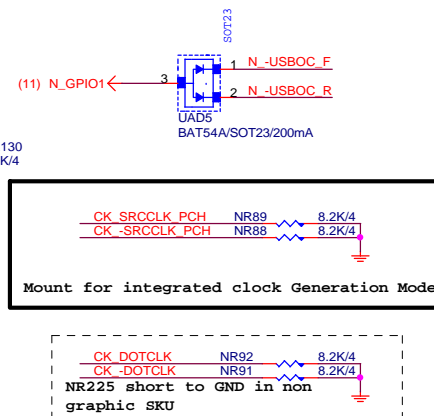 SOT23
1 N_-USBOC_F
(11) N_GPIO1 3
2 N_-USBOC_R
UAD5
BAT54A/SOT23/200mA
130
K/4
CK_SRCCLK_PCH NR89 8.2K/4
CK_-SRCCLK_PCH NR88 8.2K/4
Mount for integrated clock Generation Mode
CK_DOTCLK NR92 8.2K/4
CK_-DOTCLK NR91 8.2K/4
NR225 short to GND in non
graphic SKU